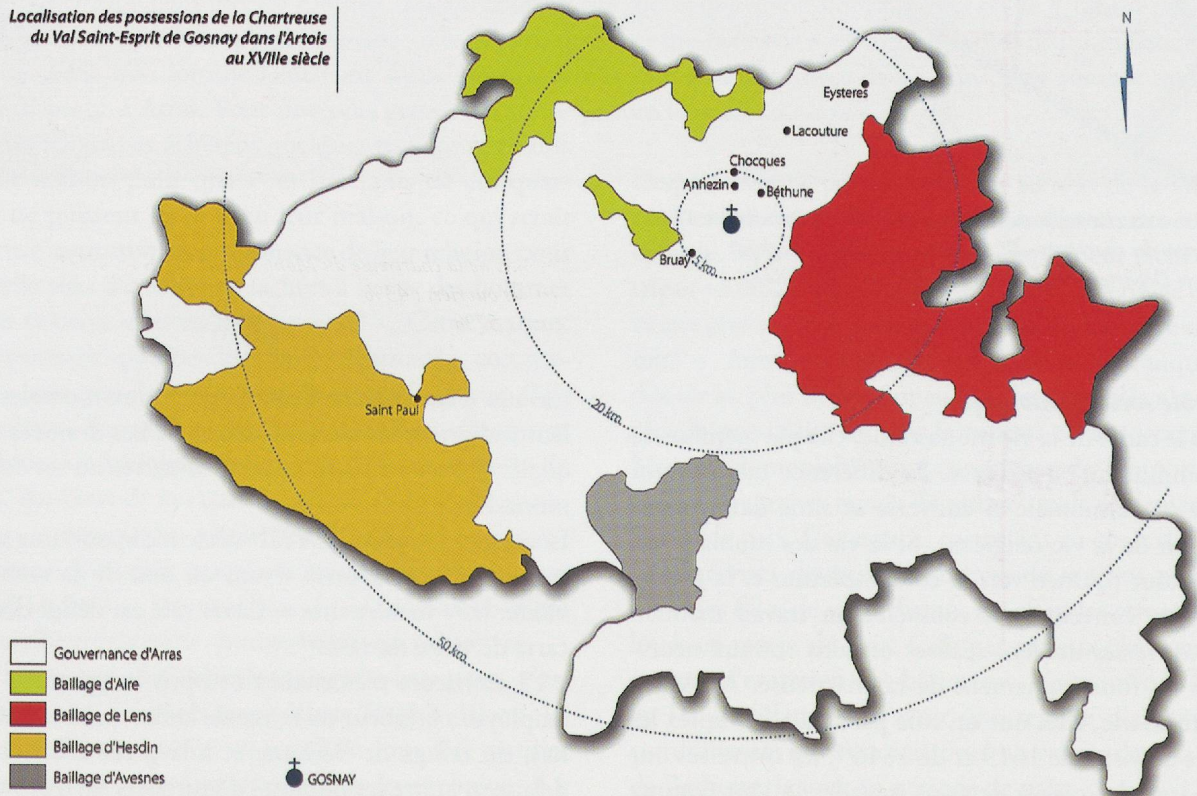 Localisation des possessions de la Chartreuse
du Val Saint-Esprit de Gosnay dans l'Artois
au XVIIIe siècle
N
Eysteres
Lacouture
Chocques
Anhezin
Béthune
Bruay
5 km
Saint Paul
20 km
50 km
Gouvernance d'Arras
Baillage d'Aire
Baillage de Lens
Baillage d'Hesdin
Baillage d'Avesnes
GOSNAY